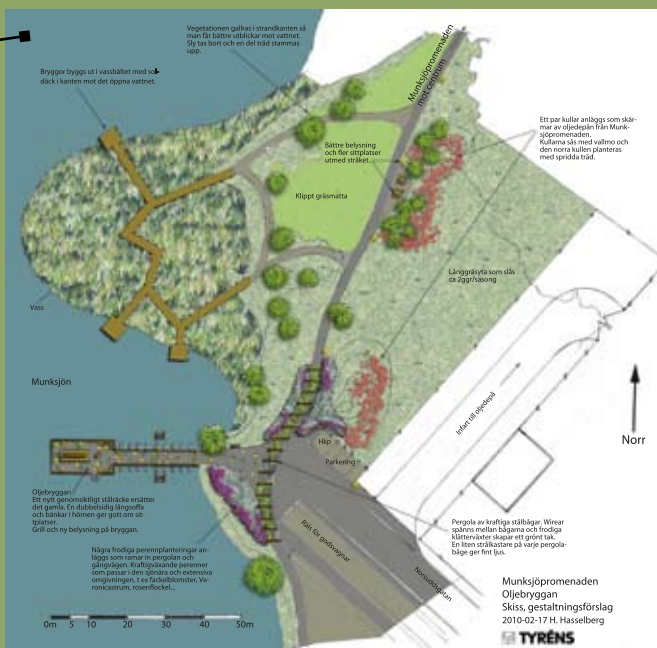 Vegetationen gallras i strandkanten så
man får bättre utblickar mot vattnet.
Sly tas bort och en del träd stammas
upp.
Munksjöpromenaden
mot centrum
Bryggor byggs ut i vassbältet med sol-
däck i kanten mot det öppna vattnet.
Ett par kullar anläggs som skär-
mar av oljedepån från Munk-
sjöpromenaden.
Kullarna sås med vallmo och
den norra kullen planteras
med spridda träd.
Bättre belysning
och fler sittplatser
utmed stråket.
Klippt gräsmatta
Långgräsyta som slås
ca 2ggr/säsong
Vass
Munksjön
Infart till oljedepå
Norr
Hkp
Parkering
Oljebryggan
Ett nytt genomsiktligt stålräcke ersätter
det gamla. En dubbelsidig långsoffa
och bänkar i hörnen ger gott om sit-
platser.
Grill och ny belysning på bryggan.
Pergola av kraftiga stålbågar. Wirear
spänns mellan bågarna och frodiga
klätterväxter skapar ett grönt tak.
En liten strålkastare på varje pergola-
båge ger fint ljus.
Räls för godsvagnar
Norsuddsgatan
Några frodiga perennplanteringar an-
läggs som ramar in pergolan och
gångvägen. Kraftigväxande perenner
som passar i den sjönära och extensiva
omgivningen, t ex fackelblomster, Ve-
ronicastrum, rosenflockel...
Munksjöpromenaden
Oljebryggan
Skiss, gestaltningsförslag
2010-02-17 H. Hasselberg
TYRÉNS
0m 5 10 20 30 40 50m